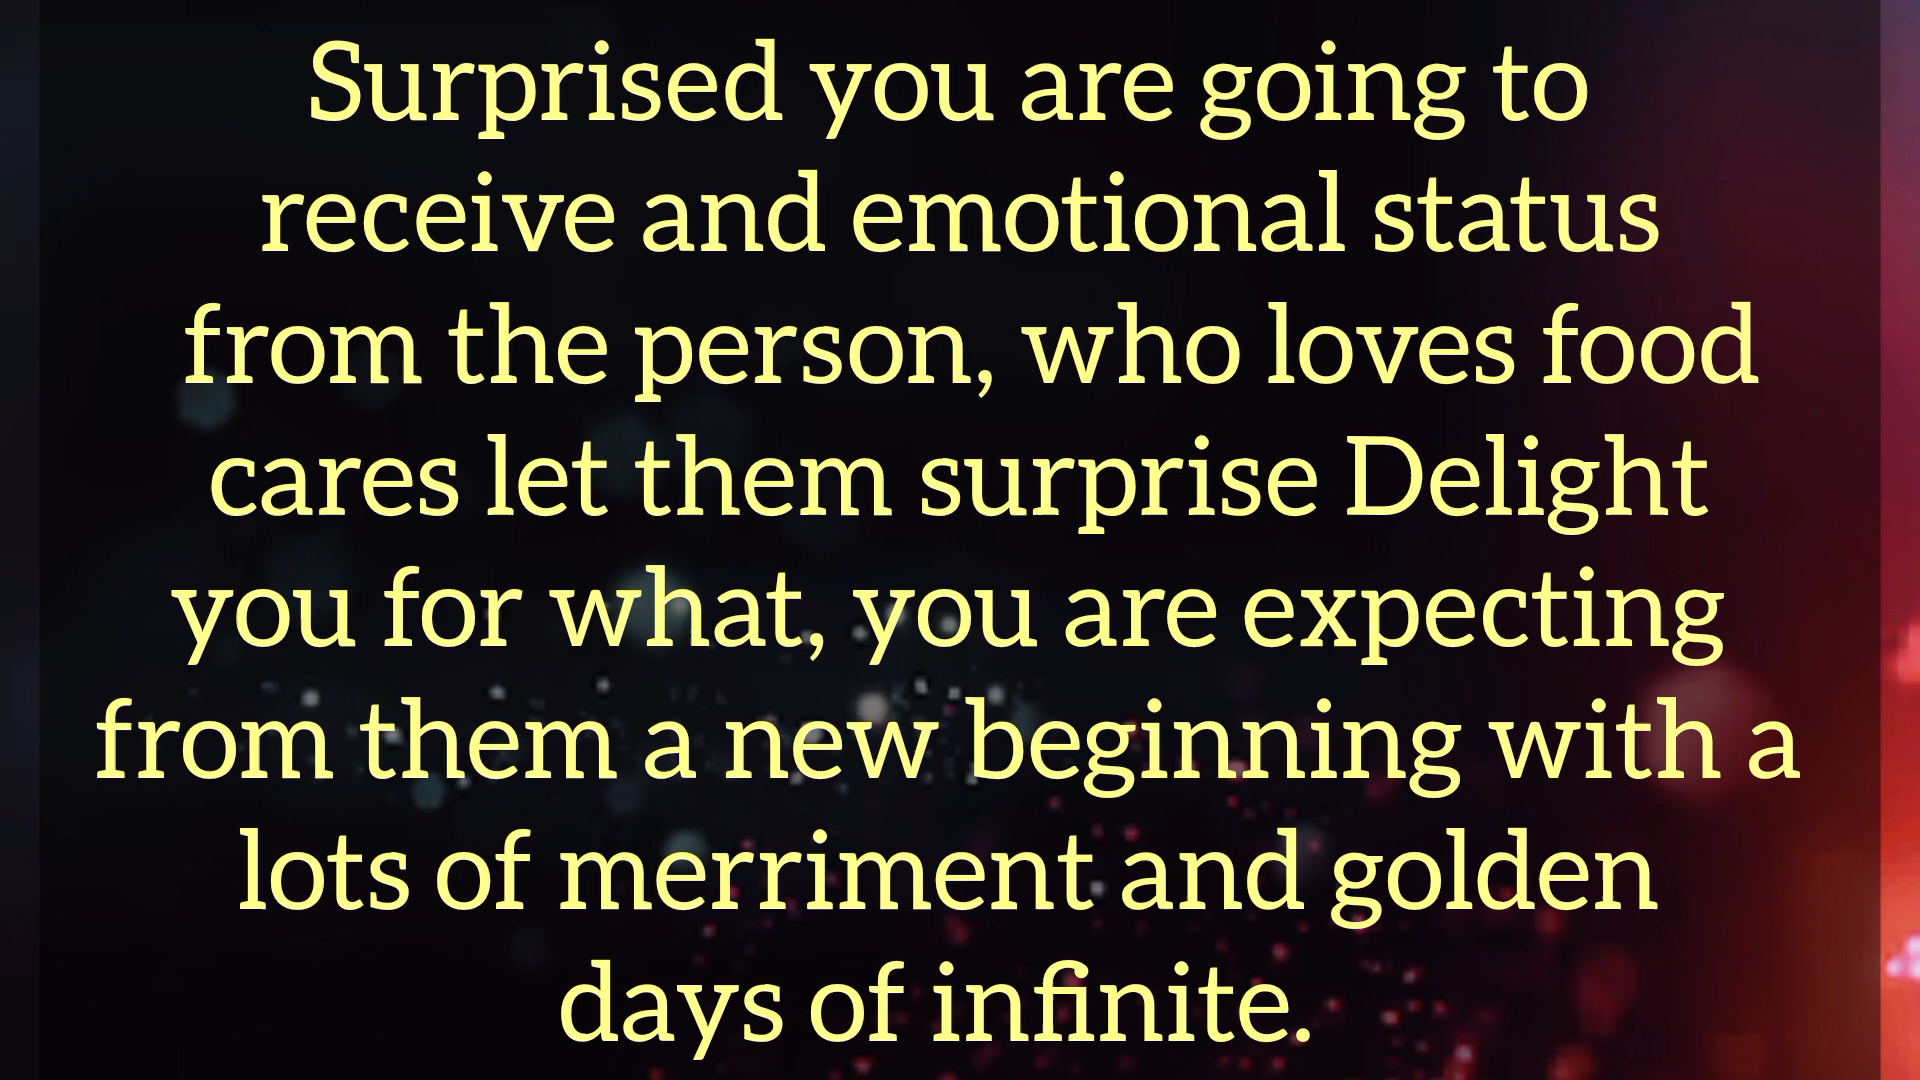 Surprised you are going to
receive and emotional status
from the person, who loves food
cares let them surprise Delight
you for what, you are expecting
from them a new beginning with a
lots of merriment and golden
days of infinite.